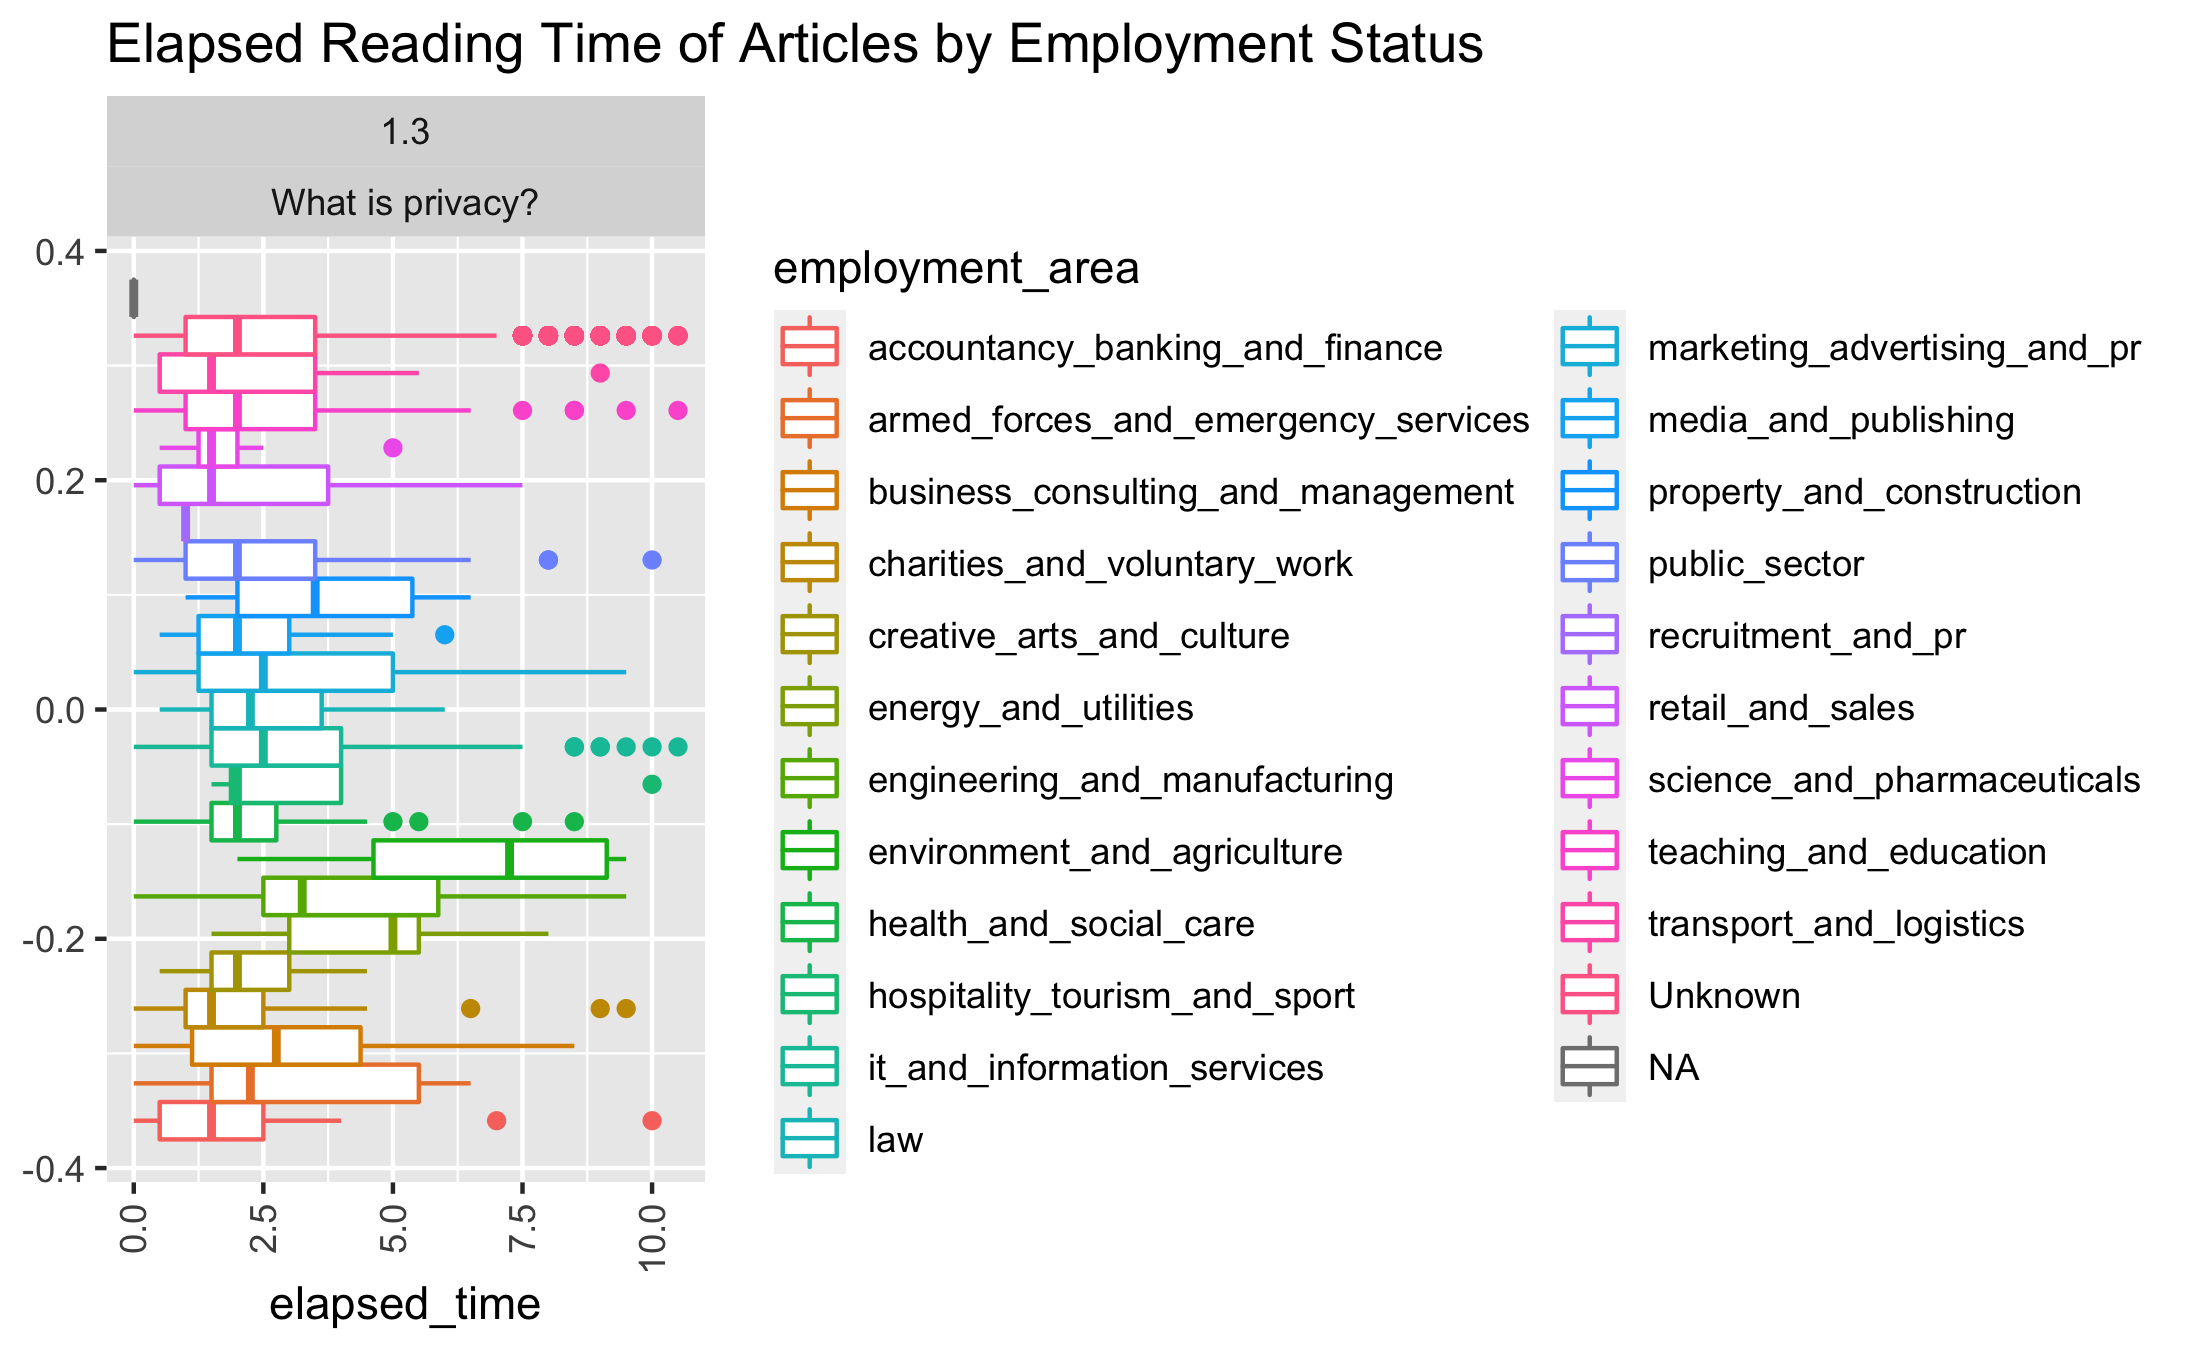 Elapsed Reading Time of Articles by Employment Status
1.3
What is privacy?
0.4
0.2
0.0
-0.2
-0.4
0.0
2.5
5.0
7.5
10.0
elapsed_time
employment_area
accountancy_banking_and_finance
armed_forces_and_emergency_services
business_consulting_and_management
charities_and_voluntary_work
creative_arts_and_culture
energy_and_utilities
engineering_and_manufacturing
environment_and_agriculture
health_and_social_care
hospitality_tourism_and_sport
it_and_information_services
law
marketing_advertising_and_pr
media_and_publishing
property_and_construction
public_sector
recruitment_and_pr
retail_and_sales
science_and_pharmaceuticals
teaching_and_education
transport_and_logistics
Unknown
NA